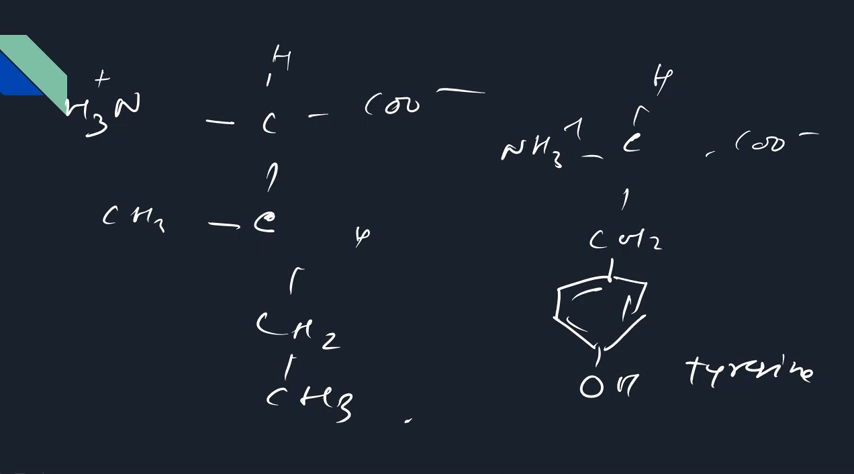 H
+
H3N — C — COO —
CH3 — C H
CH2
CH3
H
NH3+ — C - COO —
CH2
OH
tyrosine